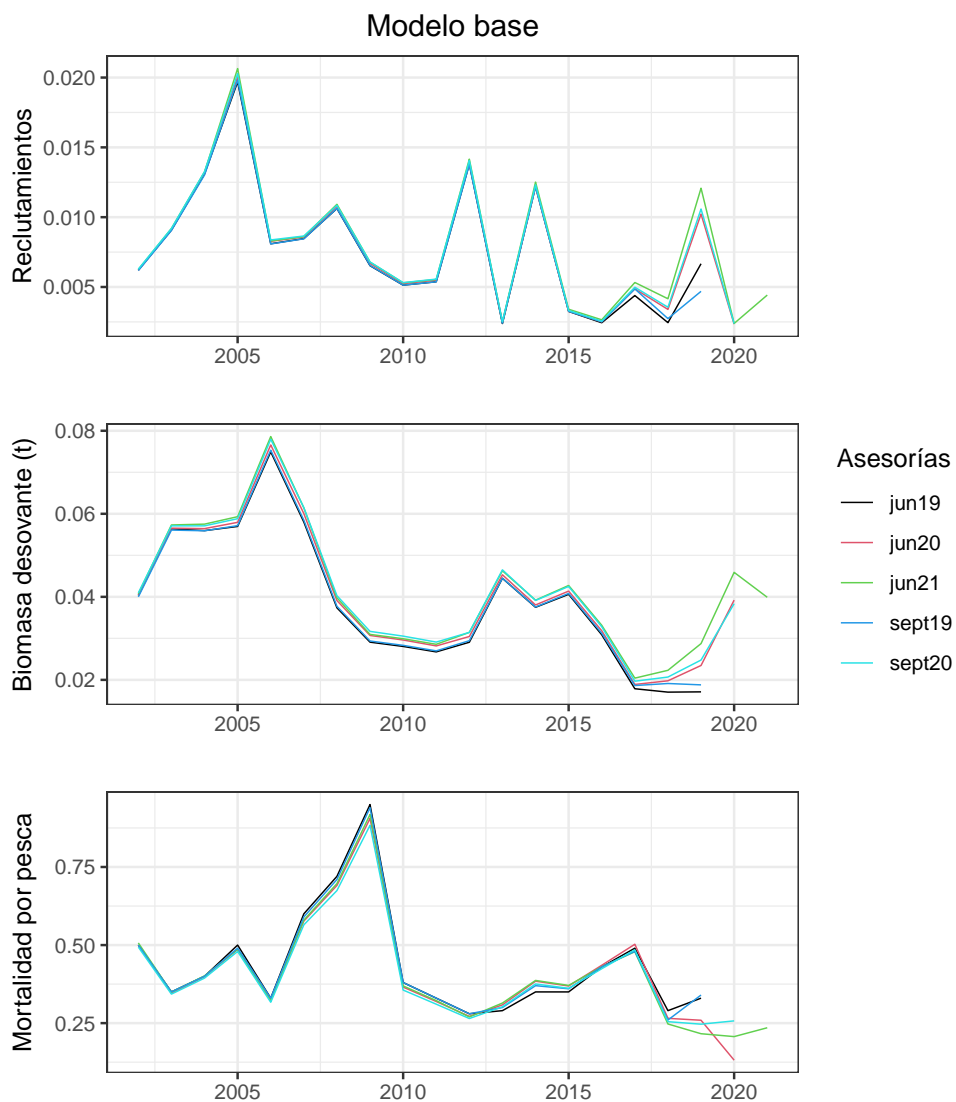 Modelo base
Reclutamientos
0.020
0.015
0.010
0.005
2005 2010 2015 2020
Biomasa desovante (t)
0.08
0.06
0.04
0.02
2005 2010 2015 2020
Asesorías
jun19
jun20
jun21
sept19
sept20
Mortalidad por pesca
0.75
0.50
0.25
2005 2010 2015 2020